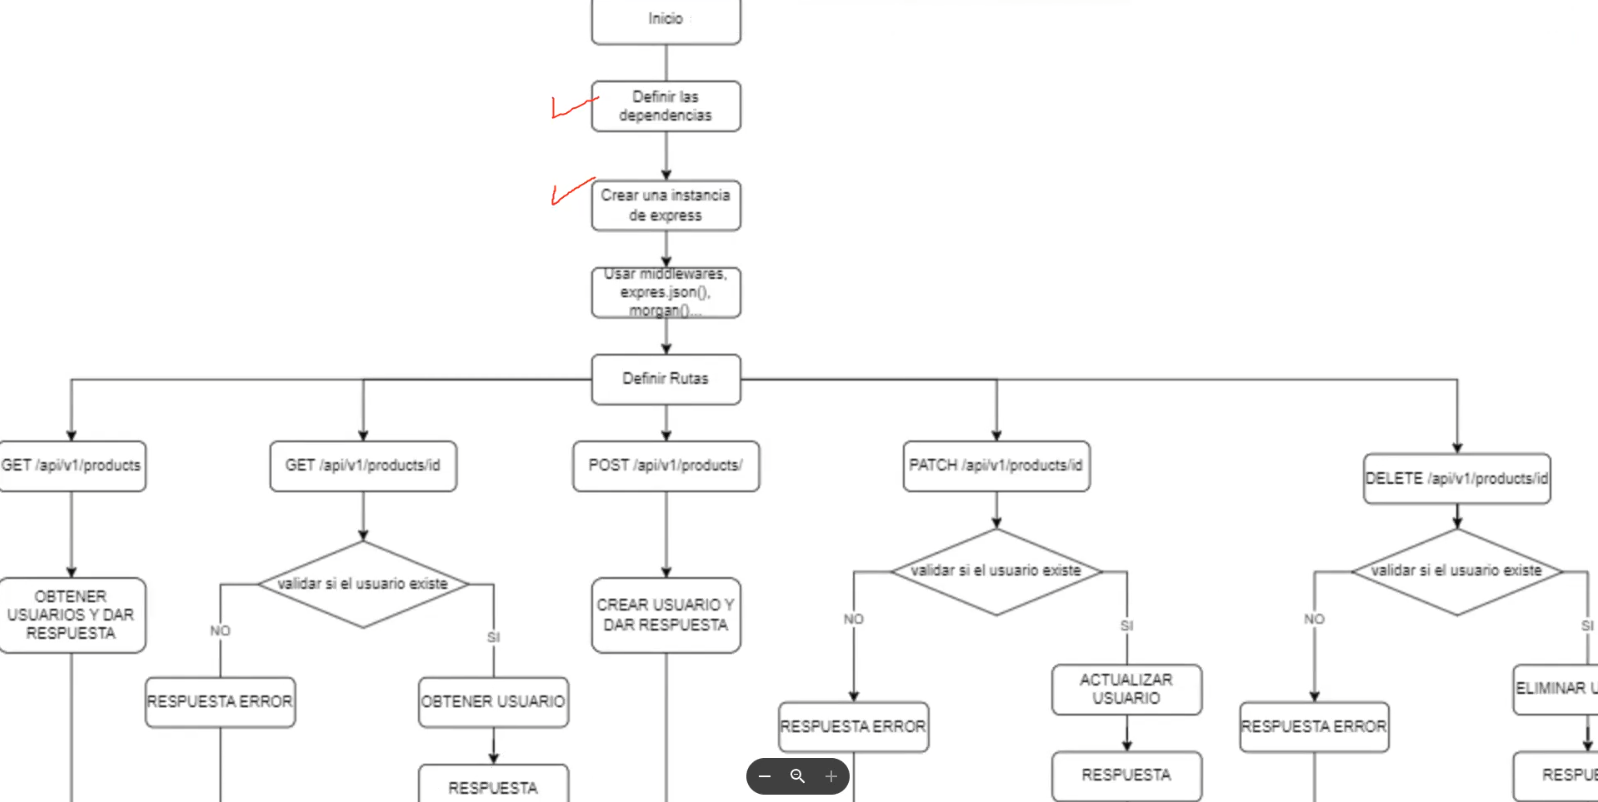 Inicio
Definir las
dependencias
Crear una instancia
de express
Usar middlewares,
expres.json(),
morgan()...
Definir Rutas
GET /api/v1/products
GET /api/v1/products/id
POST /api/v1/products/
PATCH /api/v1/products/id
DELETE /api/v1/products/id
OBTENER
USUARIOS Y DAR
RESPUESTA
validar si el usuario existe
NO
SI
RESPUESTA ERROR
OBTENER USUARIO
RESPUESTA
CREAR USUARIO Y
DAR RESPUESTA
validar si el usuario existe
NO
SI
RESPUESTA ERROR
ACTUALIZAR
USUARIO
RESPUESTA
validar si el usuario existe
NO
SI
RESPUESTA ERROR
ELIMINAR U
RESPUE